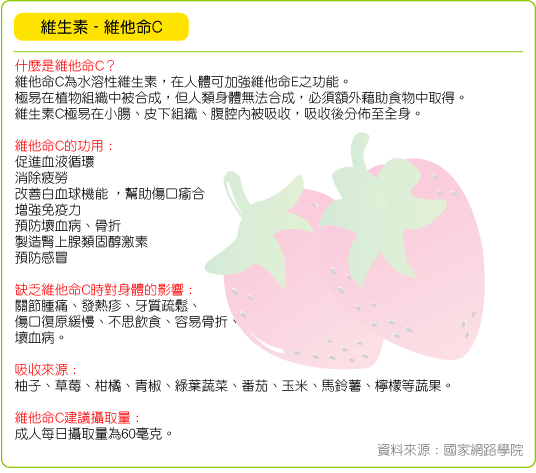 維生素 - 維他命C
什麼是維他命C？
維他命C為水溶性維生素，在人體可加強維他命E之功能。
極易在植物組織中被合成，但人類身體無法合成，必須額外藉助食物中取得。
維生素C極易在小腸、皮下組織、腹腔內被吸收，吸收後分佈至全身。
維他命C的功用：
促進血液循環
消除疲勞
改善白血球機能 ，幫助傷口癒合
增強免疫力
預防壞血病、骨折
製造腎上腺類固醇激素
預防感冒
缺乏維他命C時對身體的影響：
關節腫痛、發熱疹、牙質疏鬆、
傷口復原緩慢、不思飲食、容易骨折、
壞血病。
吸收來源：
柚子、草莓、柑橘、青椒、綠葉蔬菜、番茄、玉米、馬鈴薯、檸檬等蔬果。
維他命C建議攝取量：
成人每日攝取量為60毫克。
資料來源：國家網路學院